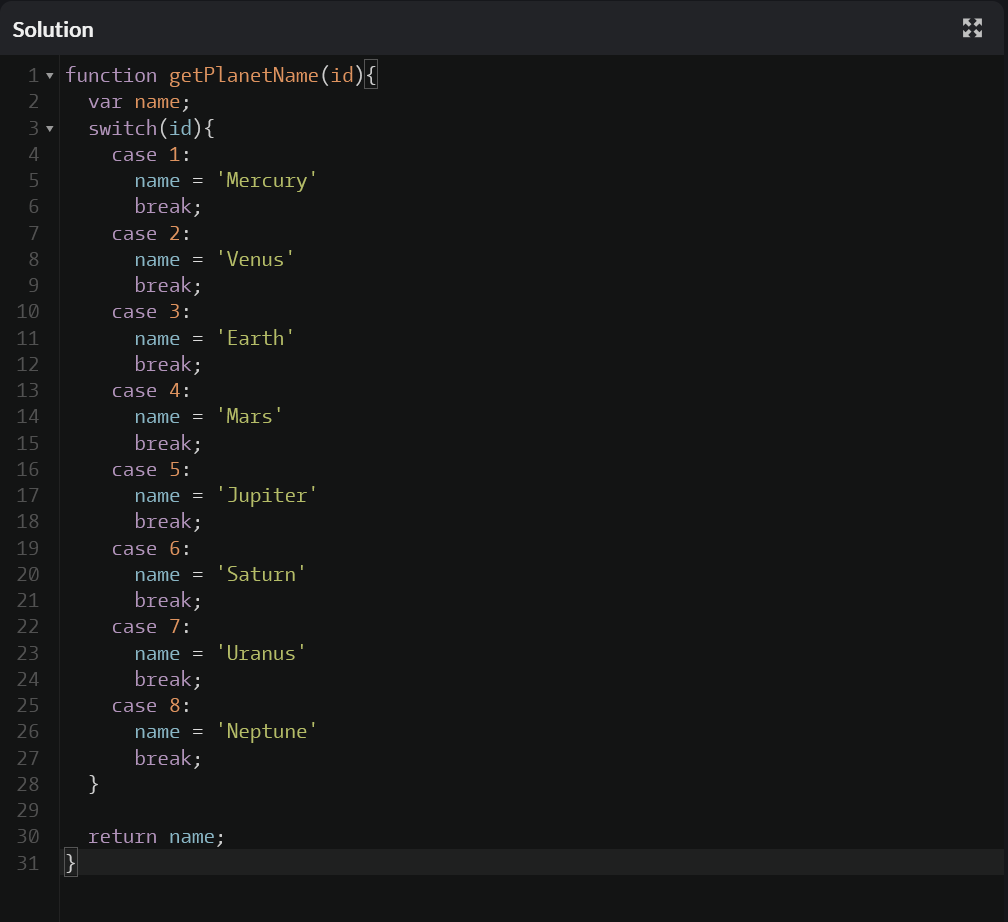 Solution
1 function getPlanetName(id){
2   var name;
3   switch(id){
4     case 1:
5       name = 'Mercury'
6       break;
7     case 2:
8       name = 'Venus'
9       break;
10     case 3:
11       name = 'Earth'
12       break;
13     case 4:
14       name = 'Mars'
15       break;
16     case 5:
17       name = 'Jupiter'
18       break;
19     case 6:
20       name = 'Saturn'
21       break;
22     case 7:
23       name = 'Uranus'
24       break;
25     case 8:
26       name = 'Neptune'
27       break;
28   }
29
30   return name;
31 }